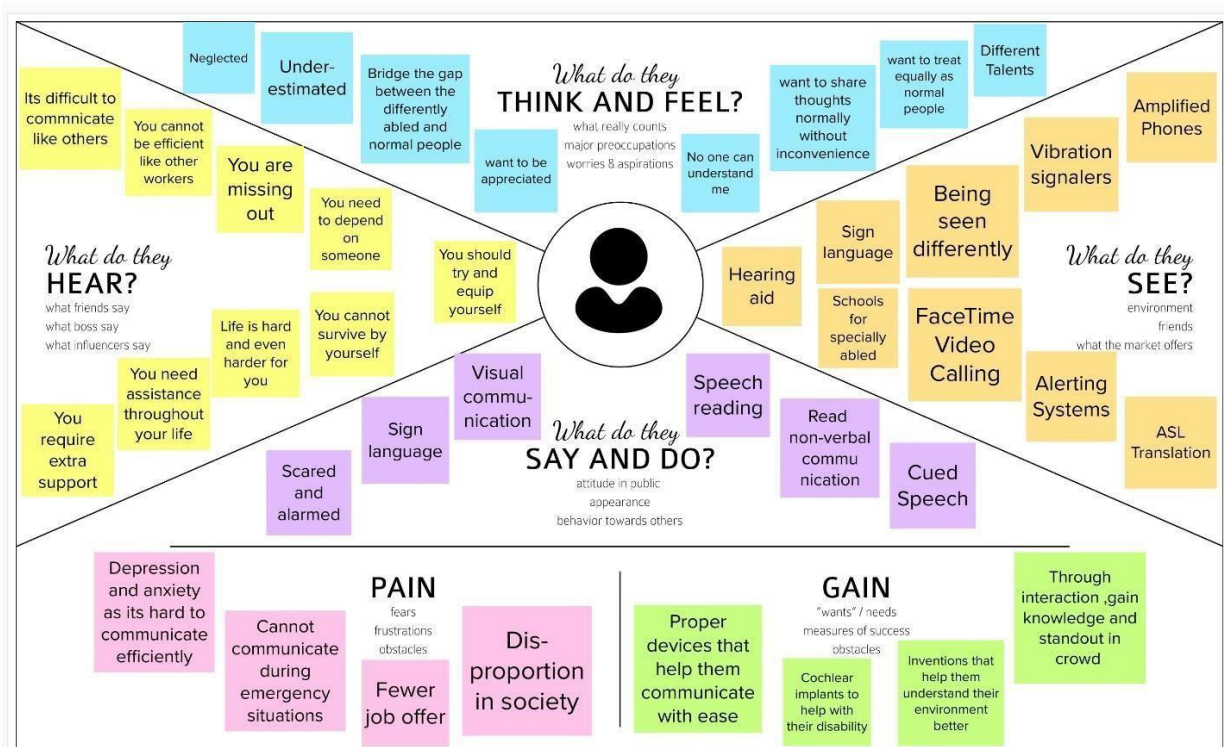 Neglected
Under-
estimated
Bridge the gap
between the
differently
abled and
normal people
want to be
appreciated
What do they
THINK AND FEEL?
what really counts
major preoccupations
worries & aspirations
No one can
understand
me
want to share
thoughts
normally
without
inconvenience
want to treat
equally as
normal
people
Different
Talents
Its difficult to
commnicate
like others
You cannot
be efficient
like other
workers
You are
missing
out
You need
to depend
on
someone
You should
try and
equip
yourself
What do they
HEAR?
what friends say
what boss say
what influencers say
You cannot
survive by
yourself
Life is hard
and even
harder for
you
You need
assistance
throughout
your life
You
require
extra
support
Amplified
Phones
Vibration
signalers
Being
seen
differently
Sign
language
Hearing
aid
What do they
SEE?
environment
friends
what the market offers
Schools
for
specially
abled
FaceTime
Video
Calling
Alerting
Systems
ASL
Translation
Visual
commu-
nication
Sign
language
Scared
and
alarmed
What do they
SAY AND DO?
attitude in public
appearance
behavior towards others
Speech
reading
Read
non-verbal
commu
nication
Cued
Speech
Depression
and anxiety
as its hard to
communicate
efficiently
Cannot
communicate
during
emergency
situations
PAIN
fears
frustrations
obstacles
Fewer
job offer
Dis-
proportion
in society
Proper
devices that
help them
communicate
with ease
GAIN
"wants" / needs
measures of success
obstacles
Cochlear
implants to
help with
their disability
Inventions that
help them
understand their
environment
better
Through
interaction ,gain
knowledge and
standout in
crowd